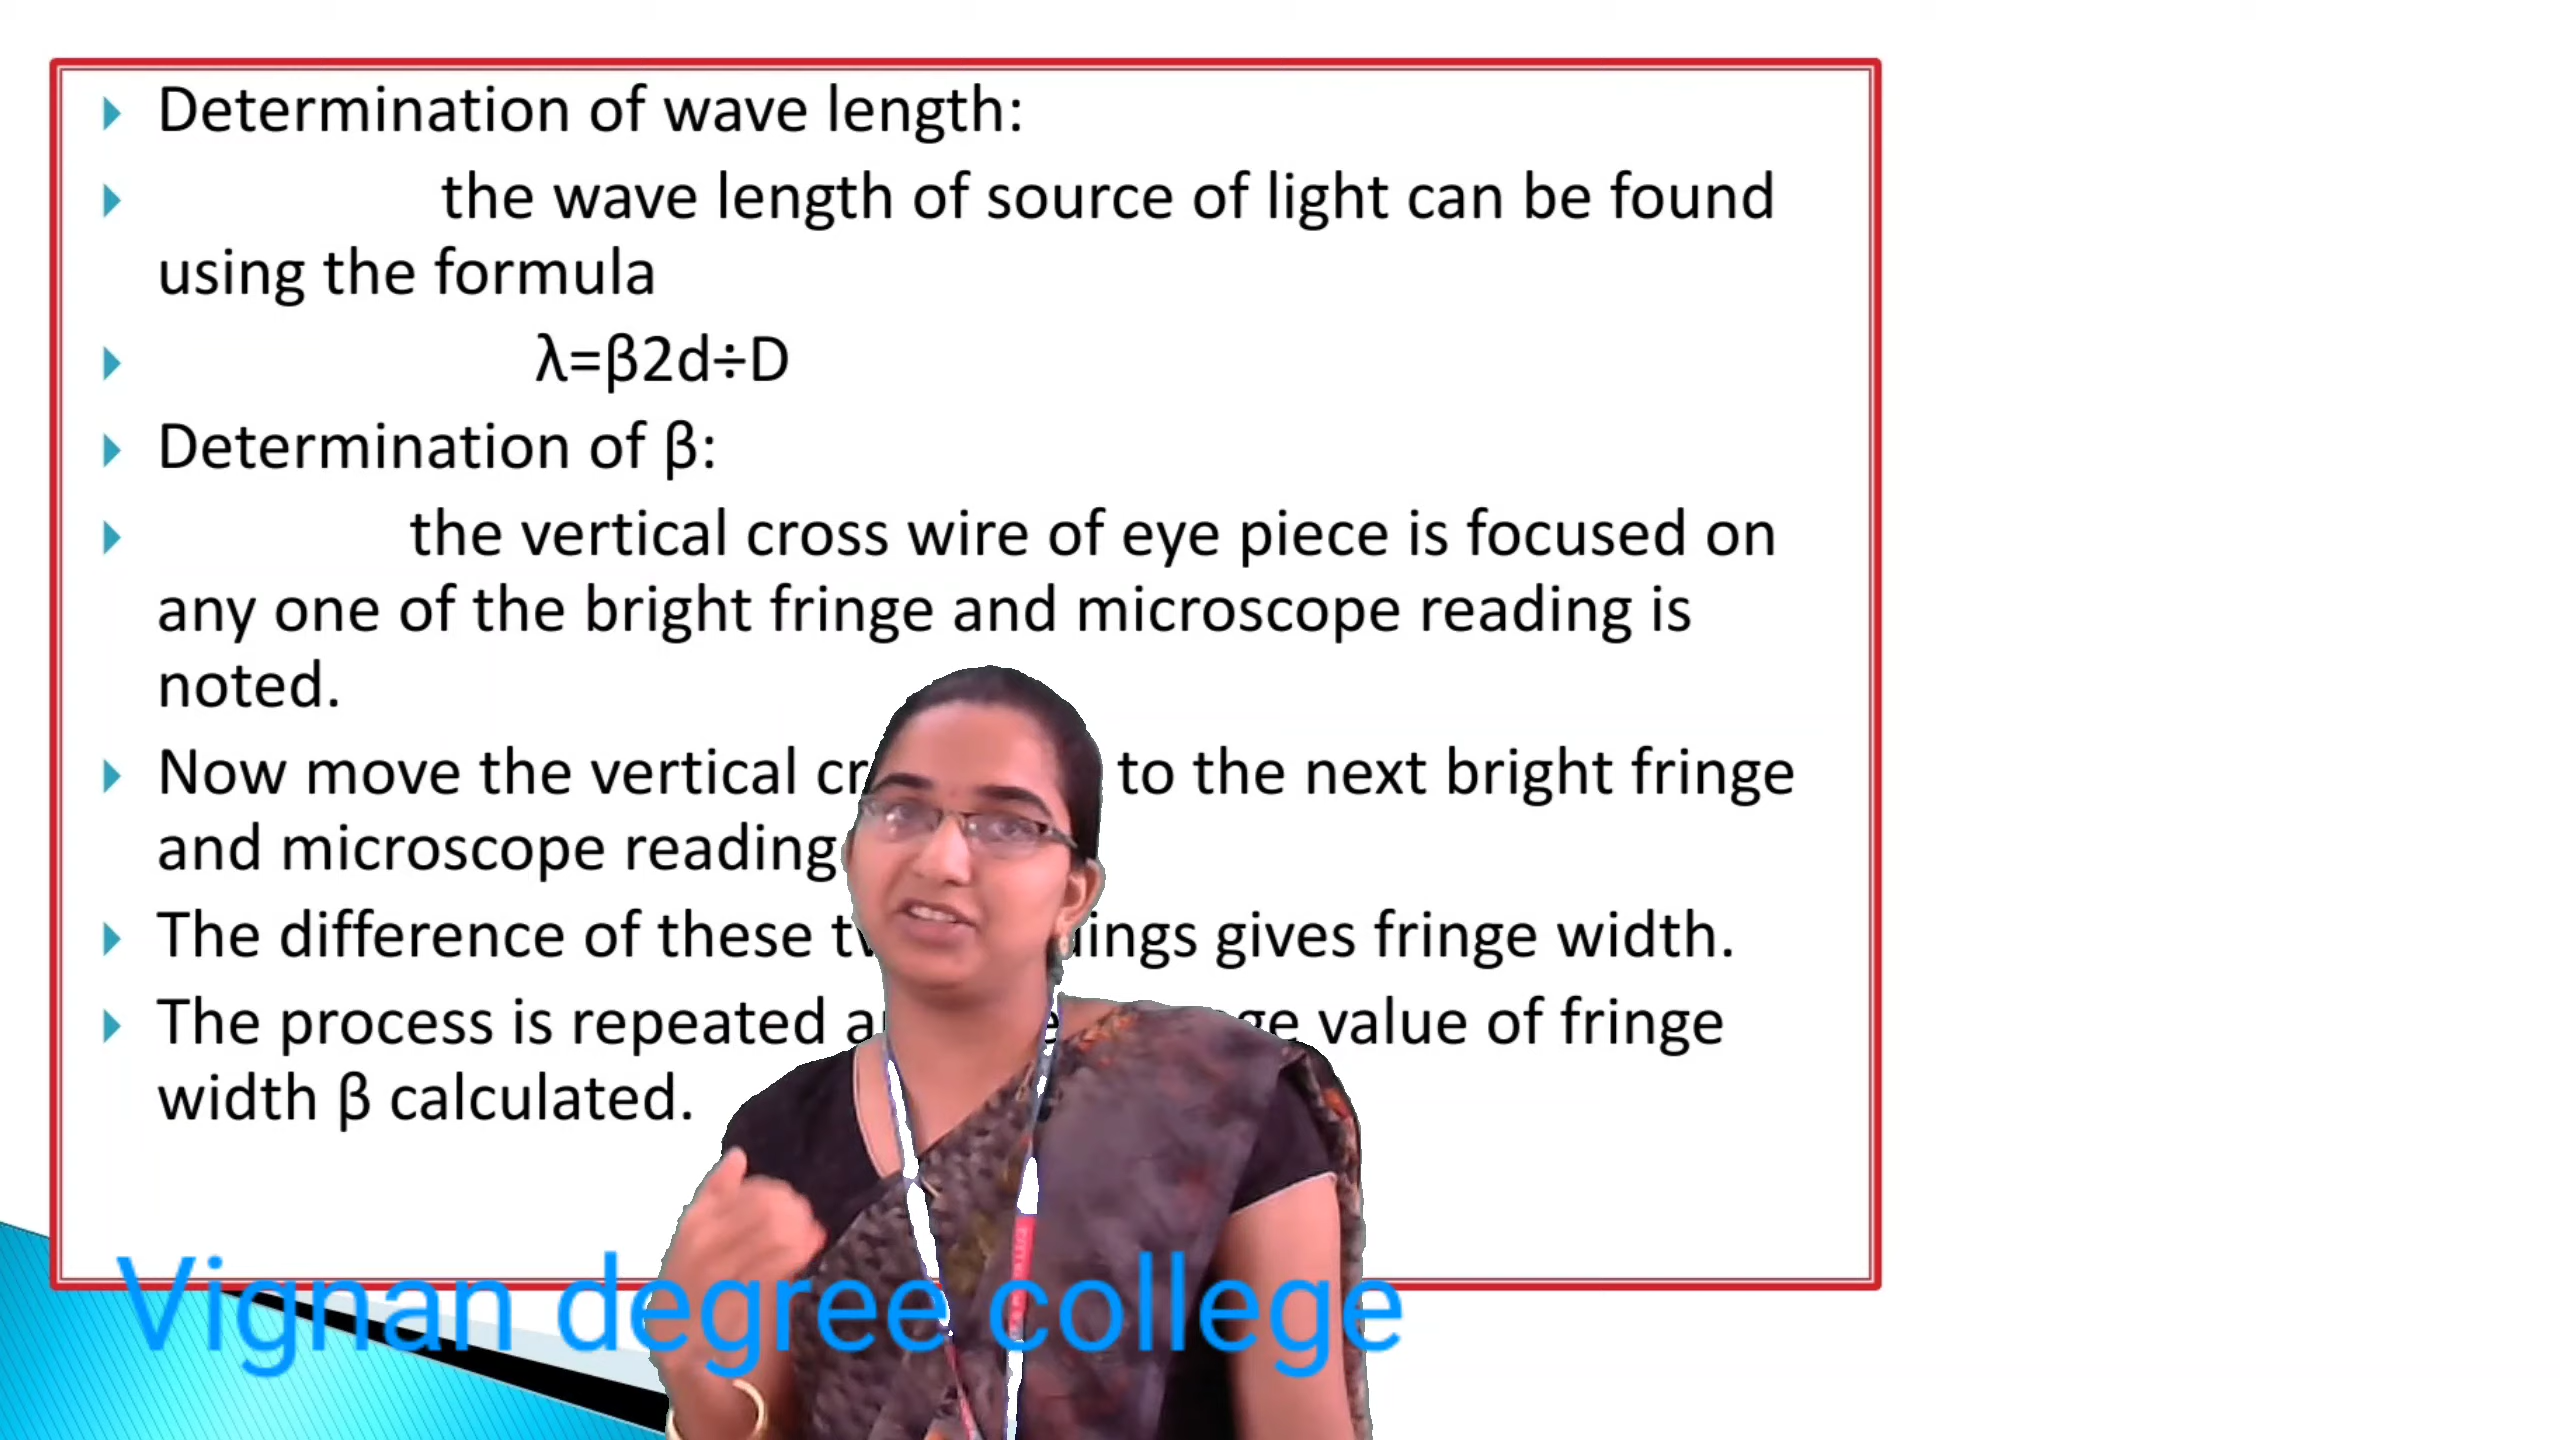 Determination of wave length:
the wave length of source of light can be found
using the formula
λ=β2d÷D
Determination of β:
the vertical cross wire of eye piece is focused on
any one of the bright fringe and microscope reading is
noted.
Now move the vertical to the next bright fringe
and microscope reading
The difference of these gives fringe width.
The process is repeated value of fringe
width β calculated.
Vignan degree college